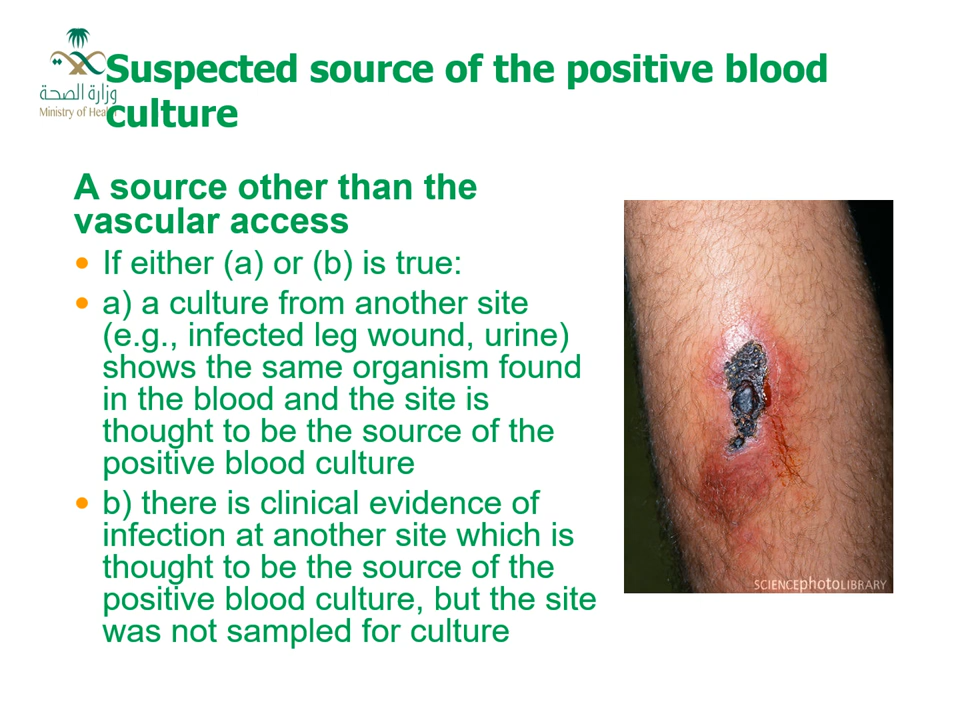 Suspected source of the positive blood
culture
وزارة الصحة
Ministry of Health
A source other than the
vascular access
• If either (a) or (b) is true:
• a) a culture from another site
(e.g., infected leg wound, urine)
shows the same organism found
in the blood and the site is
thought to be the source of the
positive blood culture
• b) there is clinical evidence of
infection at another site which is
thought to be the source of the
positive blood culture, but the site
was not sampled for culture
SCIENCEphotoLIBRARY